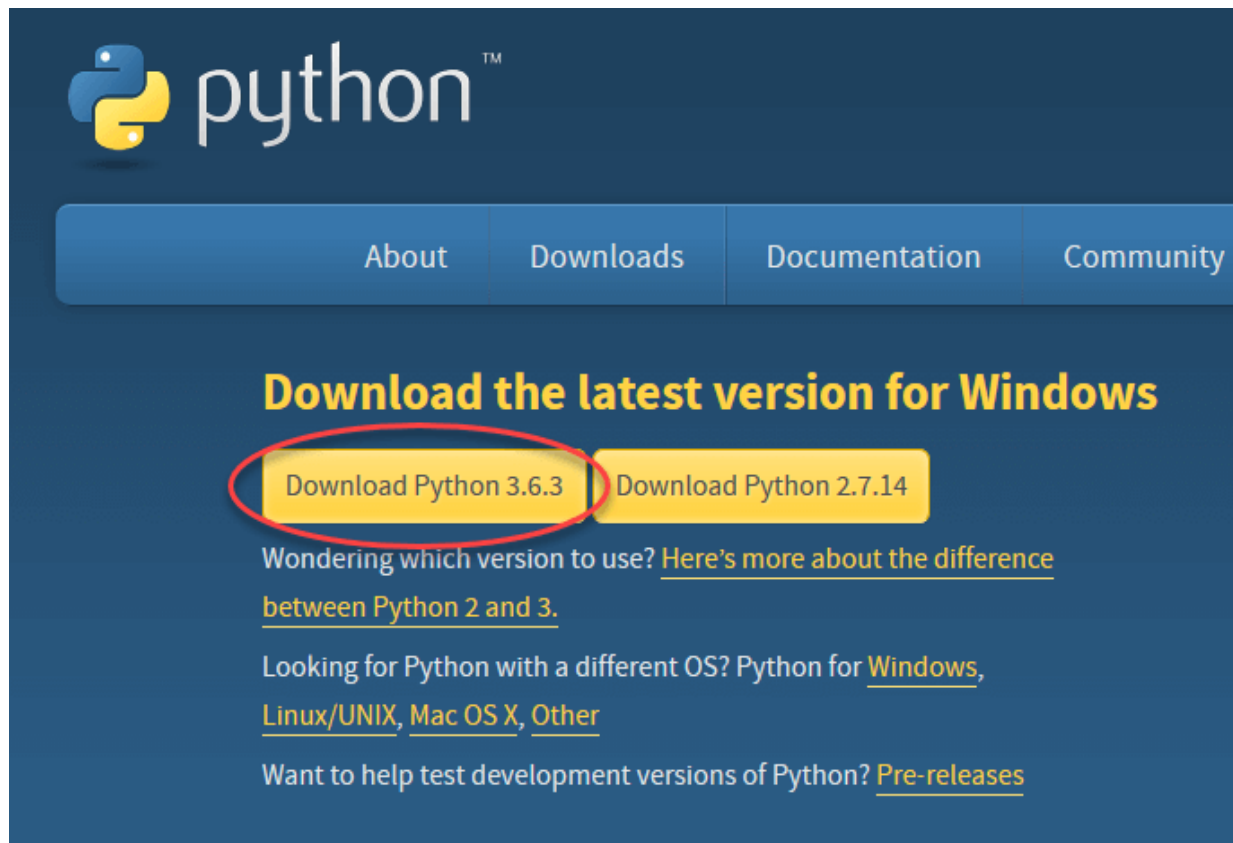 python™
About Downloads Documentation Community
Download the latest version for Windows
Download Python 3.6.3 Download Python 2.7.14
Wondering which version to use? Here's more about the difference
between Python 2 and 3.
Looking for Python with a different OS? Python for Windows,
Linux/UNIX, Mac OS X, Other
Want to help test development versions of Python? Pre-releases